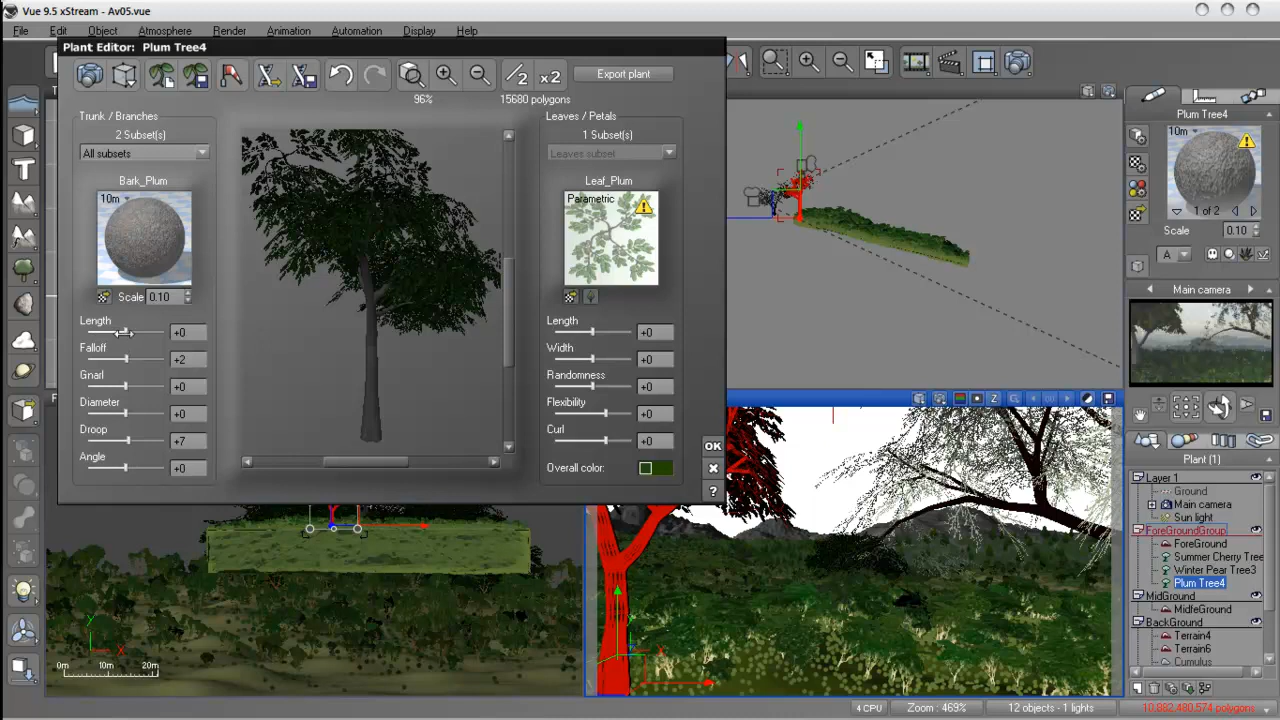 Vue 9.5 xStream - Av05.vue
File Edit Object Atmosphere Render Animation Automation Display Help
Plant Editor: Plum Tree4
Export plant
96%
15680 polygons
Trunk / Branches
2 Subset(s)
All subsets
Bark_Plum
10m
Scale 0.10
Length +0
Falloff +2
Gnarl +0
Diameter +0
Droop +7
Angle +0
Leaves / Petals
1 Subset(s)
Leaves subset
Leaf_Plum
Parametric
Length +0
Width +0
Randomness +0
Flexibility +0
Curl +0
Overall color:
OK
?
Plum Tree4
10m
1 of 2
Scale 0.10
A
Main camera
Plant (1)
Layer 1
Ground
Main camera
Sun light
ForeGroundGroup
ForeGround
Summer Cherry Tree
Winter Pear Tree3
Plum Tree4
MidGround
MidfeGround
BackGround
Terrain4
Terrain6
Cumulus
0m 10m 20m
4 CPU Zoom : 469% 12 objects - 1 lights 10.882.480.574 polygons